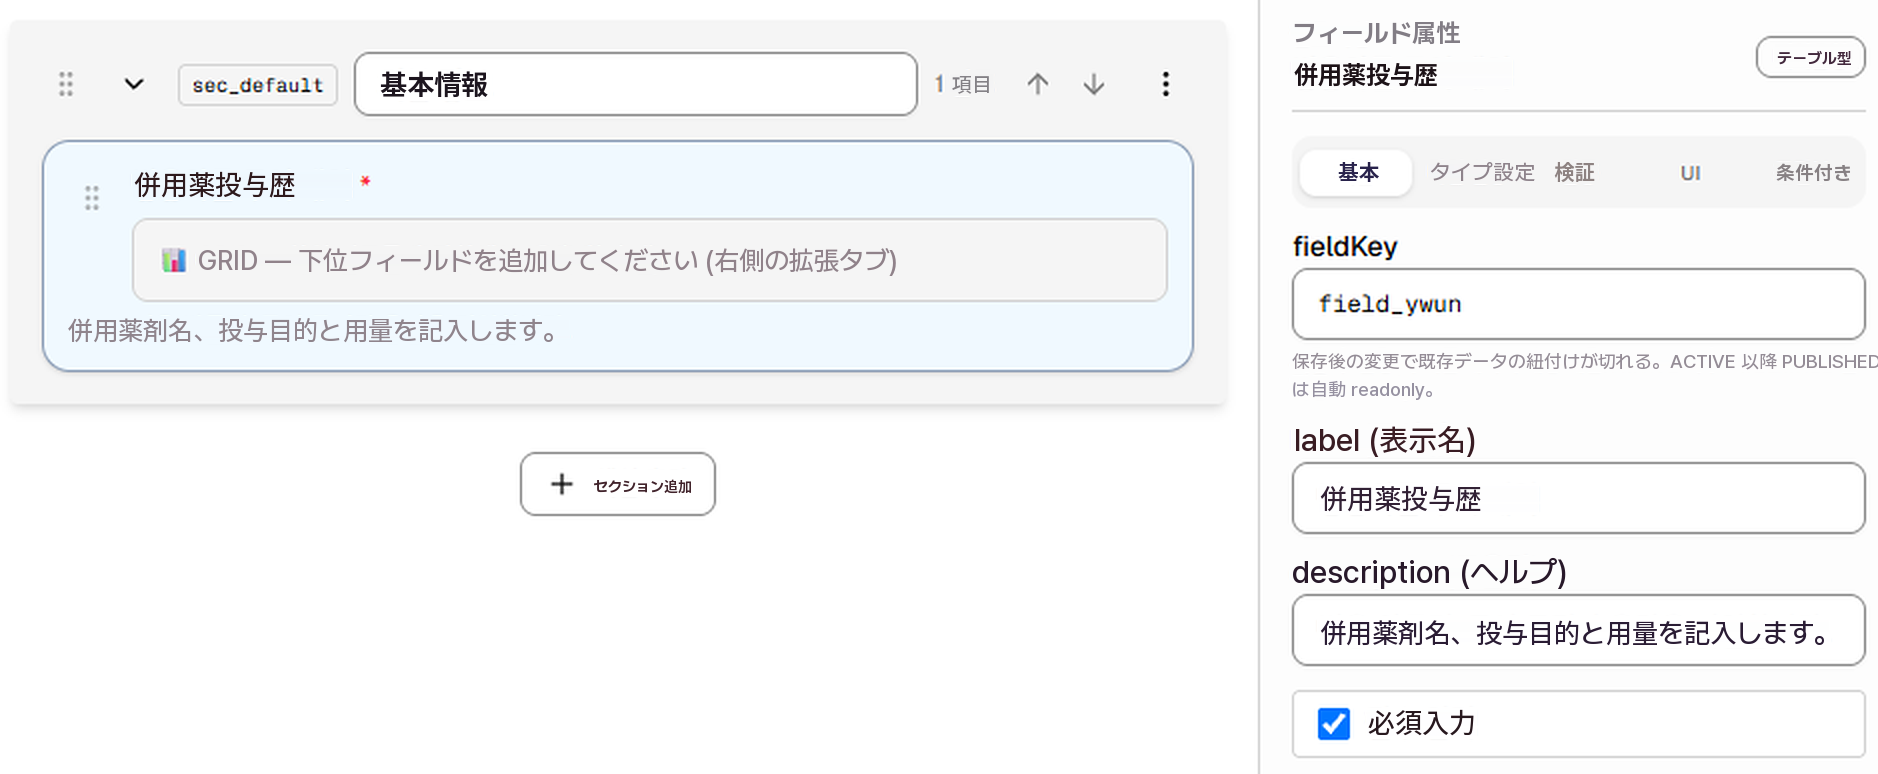 sec_default
基本情報
1 項目
併用薬投与歴 *
GRID — 下位フィールドを追加してください (右側の拡張タブ)
併用薬剤名、投与目的と用量を記入します。
+ セクション追加
フィールド属性
併用薬投与歴
テーブル型
基本 タイプ設定 検証 UI 条件付き
fieldKey
field_ywun
保存後の変更で既存データの紐付けが切れる。ACTIVE 以降 PUBLISHED
は自動 readonly。
label (表示名)
併用薬投与歴
description (ヘルプ)
併用薬剤名、投与目的と用量を記入します。
必須入力